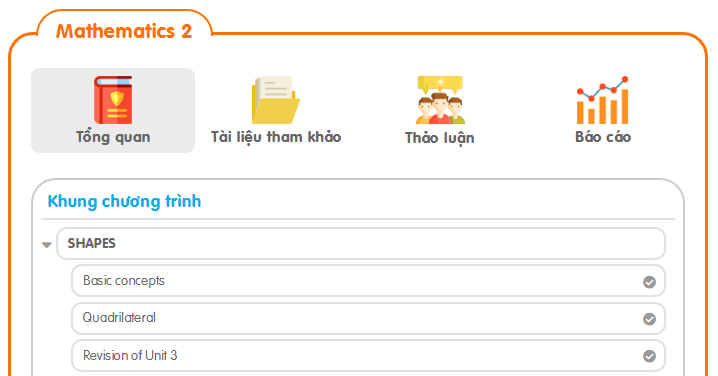 Mathematics 2
Tổng quan
Tài liệu tham khảo
Thảo luận
Báo cáo
Khung chương trình
SHAPES
Basic concepts
Quadrilateral
Revision of Unit 3